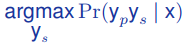 argmax Pr(y_p y_s | x)
y_s